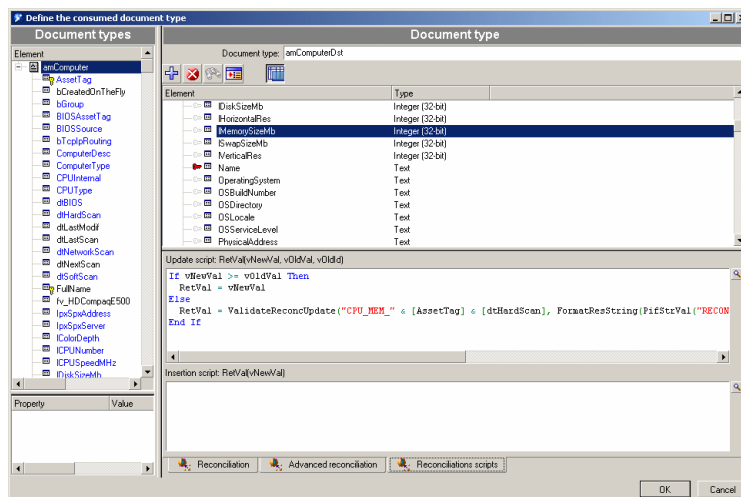 Define the consumed document type
Document types
Element
amComputer
AssetTag
bCreatedOnTheFly
bGroup
BIOSAssetTag
BIOSSource
bTcpIpRouting
ComputerDesc
ComputerType
CPUInternal
CPUType
dtBIOS
dtHardScan
dtLastModif
dtLastScan
dtNetworkScan
dtNextScan
dtSoftScan
FullName
fv_HDCompaqE500
IpxSpxAddress
IpxSpxServer
lColorDepth
lCPUNumber
lCPUSpeedMHz
lDiskSizeMb
Property Value
Document type
Document type: amComputerDst
Element Type
lDiskSizeMb Integer (32-bit)
lHorizontalRes Integer (32-bit)
lMemorySizeMb Integer (32-bit)
lSwapSizeMb Integer (32-bit)
lVerticalRes Integer (32-bit)
Name Text
OperatingSystem Text
OSBuildNumber Text
OSDirectory Text
OSLocale Text
OSServiceLevel Text
PhysicalAddress Text
Update script: RetVal(vNewVal, vOldVal, vOldId)
If vNewVal >= vOldVal Then
RetVal = vNewVal
Else
RetVal = ValidateReconcUpdate("CPU_MEM_" & [AssetTag] & [dtHardScan], FormatResString(PifStrVal("RECON
End If
Insertion script: RetVal(vNewVal)
Reconciliation Advanced reconciliation Reconciliations scripts
OK Cancel